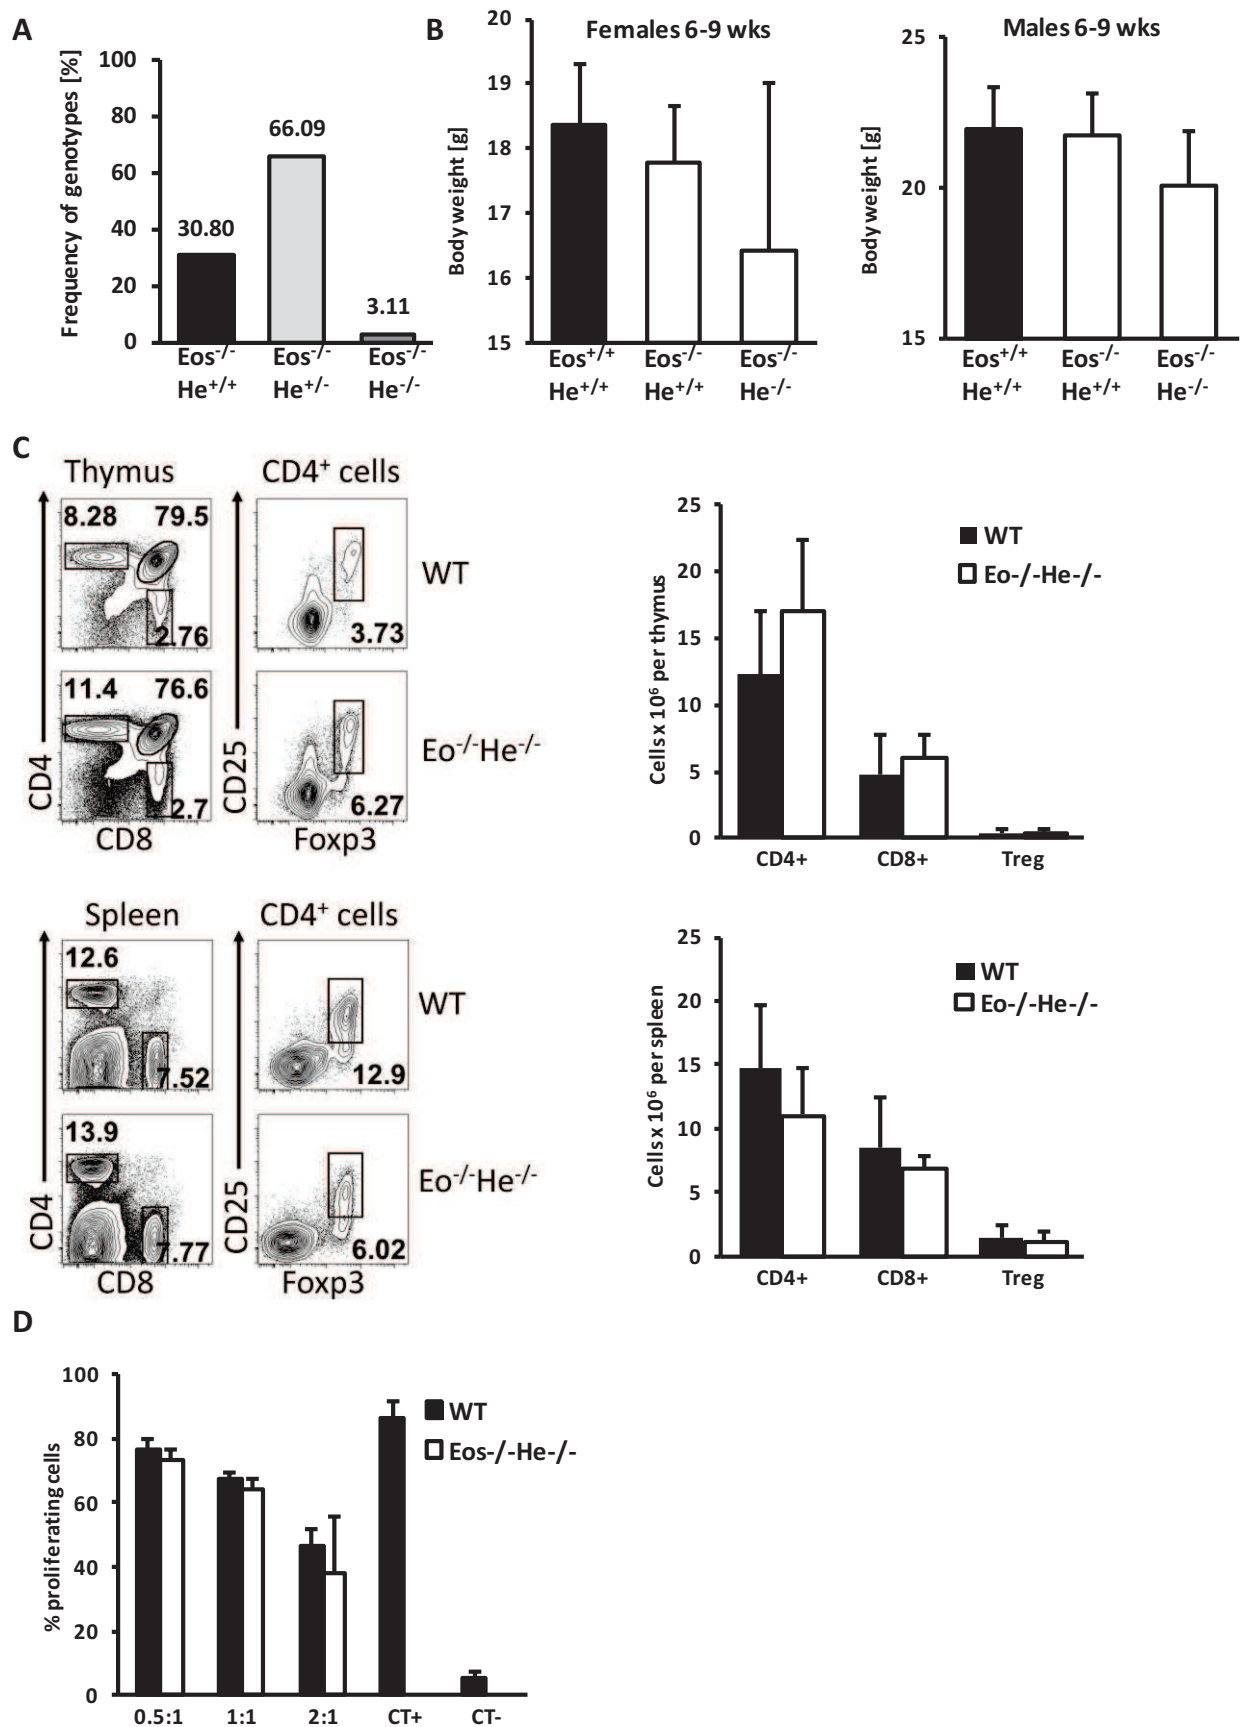 A
Frequency of genotypes [%]
100
80
60
40
20
0
30.80
66.09
3.11
Eos-/- Eos-/- Eos-/-
He+/+ He+/- He-/-
B
Females 6-9 wks
Body weight [g]
20
19
18
17
16
15
Eos+/+ Eos-/- Eos-/-
He+/+ He+/+ He-/-
Males 6-9 wks
Body weight [g]
25
20
15
Eos+/+ Eos-/- Eos-/-
He+/+ He+/+ He-/-
C
Thymus
CD4+ cells
8.28 79.5
2.76
3.73
WT
11.4 76.6
2.7
6.27
Eo-/-He-/-
CD4
CD25
CD8
Foxp3
Cells x 10⁶ per thymus
25
20
15
10
5
0
WT
Eo-/-He-/-
CD4+ CD8+ Treg
Spleen
CD4+ cells
12.6
7.52
12.9
WT
13.9
7.77
6.02
Eo-/-He-/-
CD4
CD25
CD8
Foxp3
Cells x 10⁶ per spleen
25
20
15
10
5
0
WT
Eo-/-He-/-
CD4+ CD8+ Treg
D
% proliferating cells
100
80
60
40
20
0
WT
Eos-/-He-/-
0.5:1 1:1 2:1 CT+ CT-